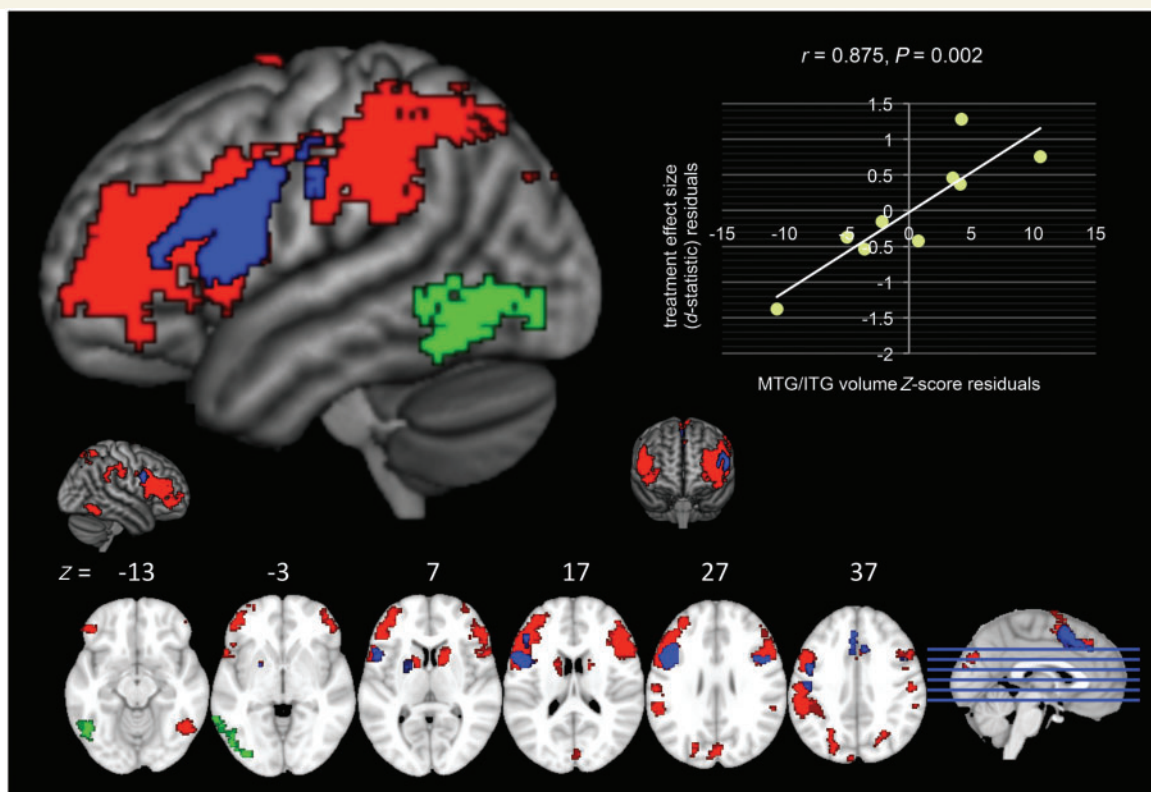 r = 0.875, P = 0.002
treatment effect size
(d-statistic) residuals
1.5
1
0.5
0
-15 -10 -5 0 5 10 15
-0.5
-1
-1.5
-2
MTG/ITG volume Z-score residuals
z = -13 -3 7 17 27 37